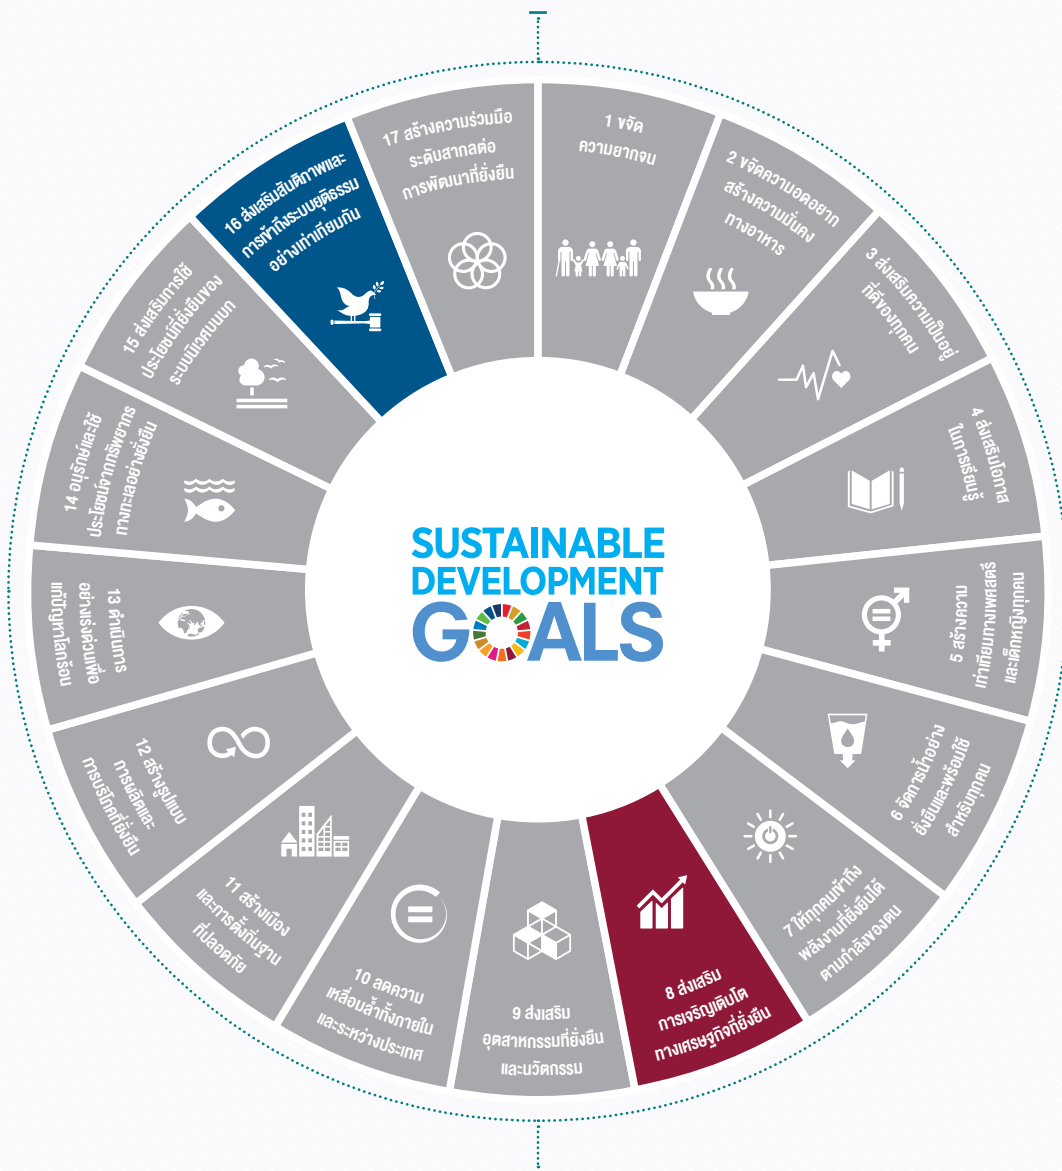 1 ขจัด
ความยากจน
2 ขจัดความอดอยาก
สร้างความมั่นคง
ทางอาหาร
3 ส่งเสริมความเป็นอยู่
ที่ดีของทุกคน
4 ส่งเสริมโอกาส
ในการเรียนรู้
5 สร้างความ
เท่าเทียมทางเพศสตรี
และเด็กหญิงทุกคน
6 จัดการน้ำอย่าง
ยั่งยืนและพร้อมใช้
สำหรับทุกคน
7 ให้ทุกคนเข้าถึง
พลังงานที่ยั่งยืนได้
ตามกำลังของตน
8 ส่งเสริม
การเจริญเติบโต
ทางเศรษฐกิจที่ยั่งยืน
9 ส่งเสริม
อุตสาหกรรมที่ยั่งยืน
และนวัตกรรม
10 ลดความ
เหลื่อมล้ำทั้งภายใน
และระหว่างประเทศ
11 สร้างเมือง
และการตั้งถิ่นฐาน
ที่ปลอดภัย
12 สร้างรูปแบบ
การผลิตและ
การบริโภคที่ยั่งยืน
13 ดำเนินการ
อย่างเร่งด่วนเพื่อ
แก้ปัญหาโลกร้อน
14 อนุรักษ์และใช้
ประโยชน์จากทรัพยากร
ทางทะเลอย่างยั่งยืน
15 ส่งเสริมการใช้
ประโยชน์ที่ยั่งยืนของ
ระบบนิเวศบนบก
16 ส่งเสริมสันติภาพและ
การเข้าถึงระบบยุติธรรม
อย่างเท่าเทียมกัน
17 สร้างความร่วมมือ
ระดับสากลต่อ
การพัฒนาที่ยั่งยืน
SUSTAINABLE
DEVELOPMENT
GOALS